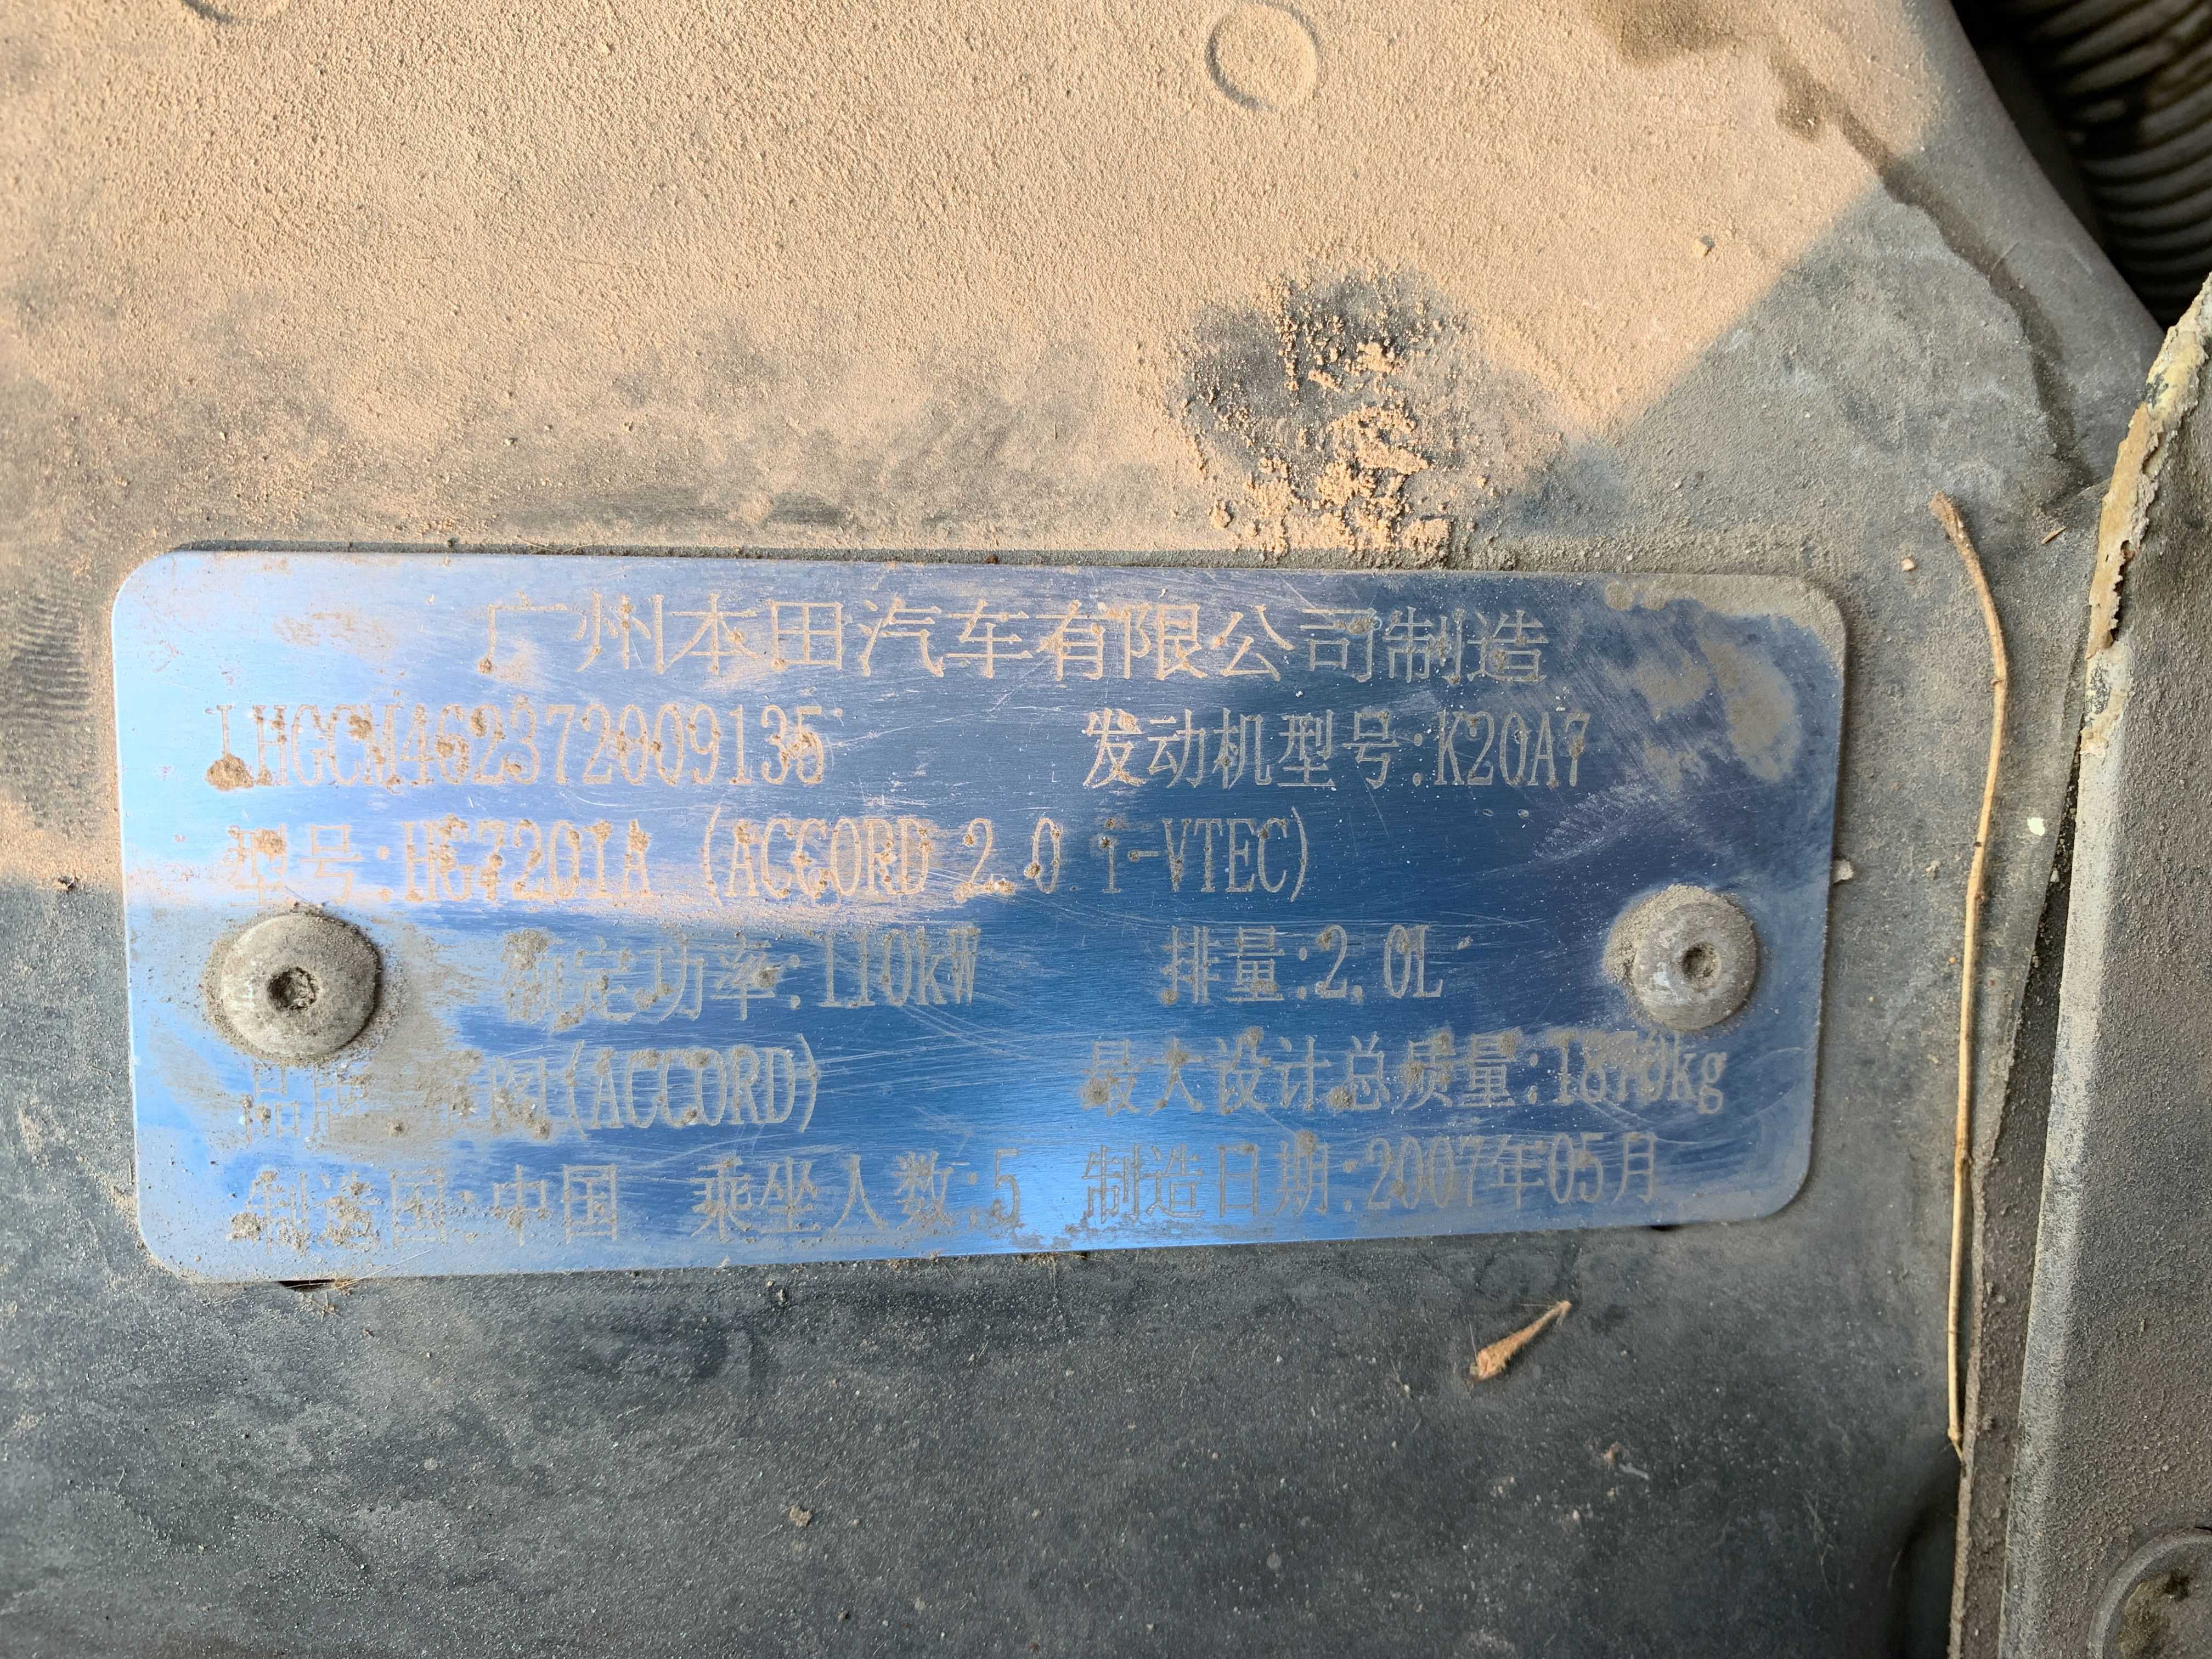 广州本田汽车有限公司制造
LHGCM462372009135 发动机型号:K20A7
型号:HG7201A (ACCORD 2.0 i-VTEC)
额定功率:110kW 排量:2.0L
品牌 雅阁(ACCORD) 最大设计总质量:1870kg
制造国:中国 乘坐人数:5 制造日期:2007年05月